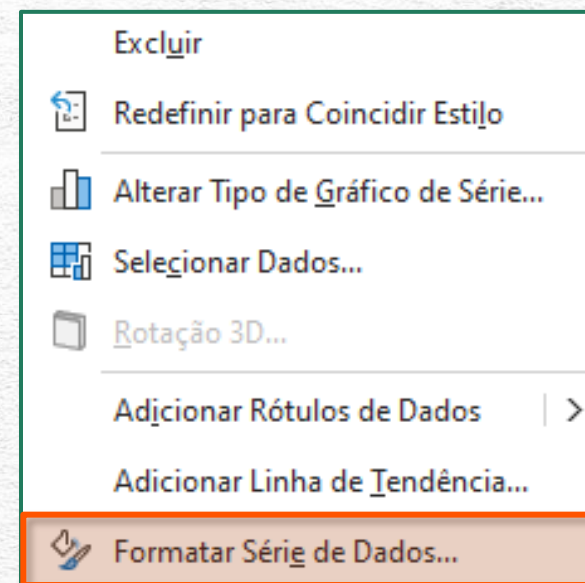 Excluir
Redefinir para Coincidir Estilo
Alterar Tipo de Gráfico de Série...
Selecionar Dados...
Rotação 3D...
Adicionar Rótulos de Dados
Adicionar Linha de Tendência...
Formatar Série de Dados...